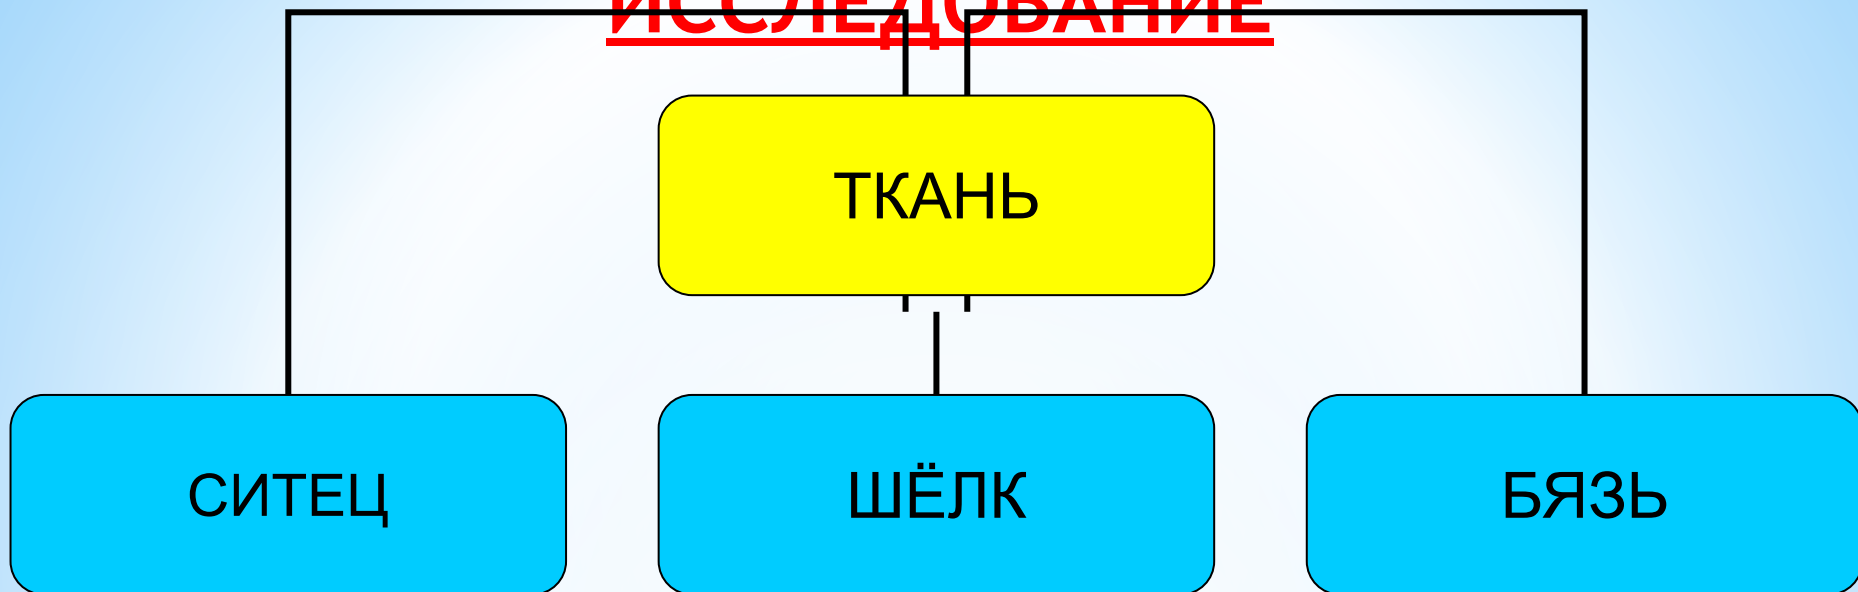 ИССЛЕДОВАНИЕ
ТКАНЬ
СИТЕЦ
ШЁЛК
БЯЗЬ